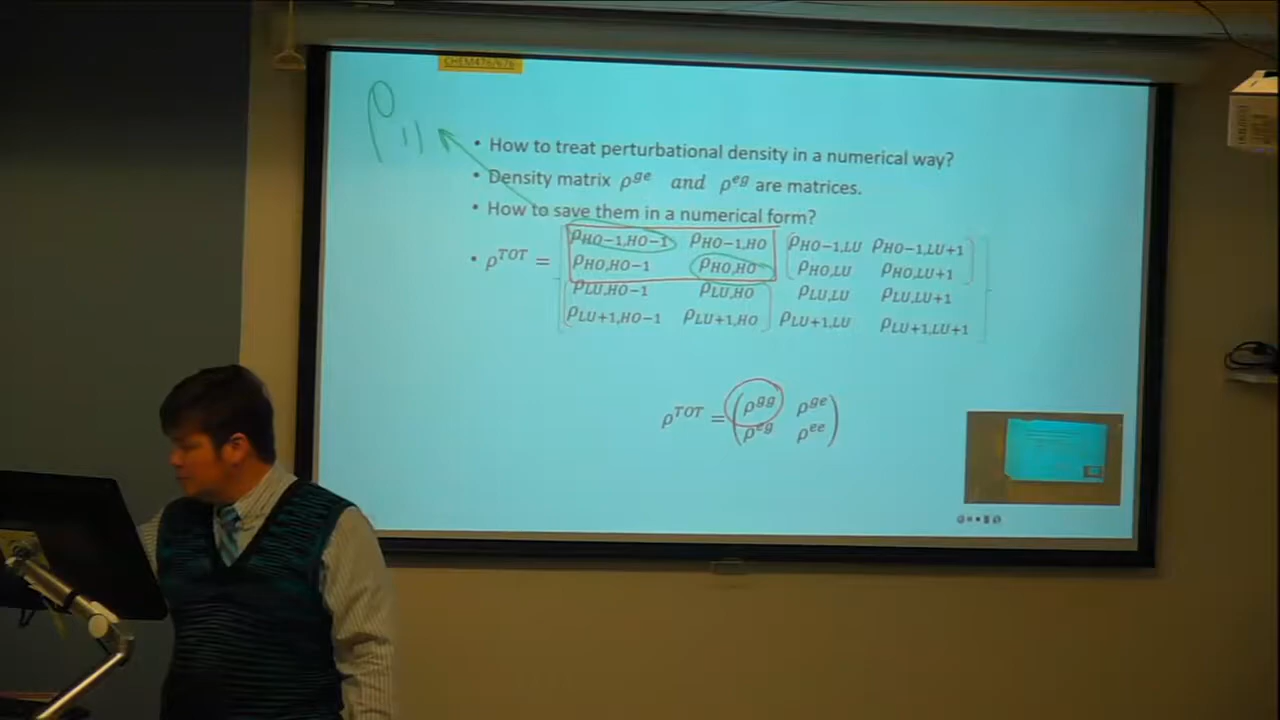 CHEM476/676
ρ11
• How to treat perturbational density in a numerical way?
• Density matrix ρ^ge and ρ^eg are matrices.
• How to save them in a numerical form?
ρHO−1,HO−1 ρHO−1,HO ρHO−1,LU ρHO−1,LU+1
• ρ^TOT = ρHO,HO−1 ρHO,HO ρHO,LU ρHO,LU+1
ρLU,HO−1 ρLU,HO ρLU,LU ρLU,LU+1
ρLU+1,HO−1 ρLU+1,HO ρLU+1,LU ρLU+1,LU+1
ρ^TOT = (ρ^gg ρ^ge
ρ^eg ρ^ee)